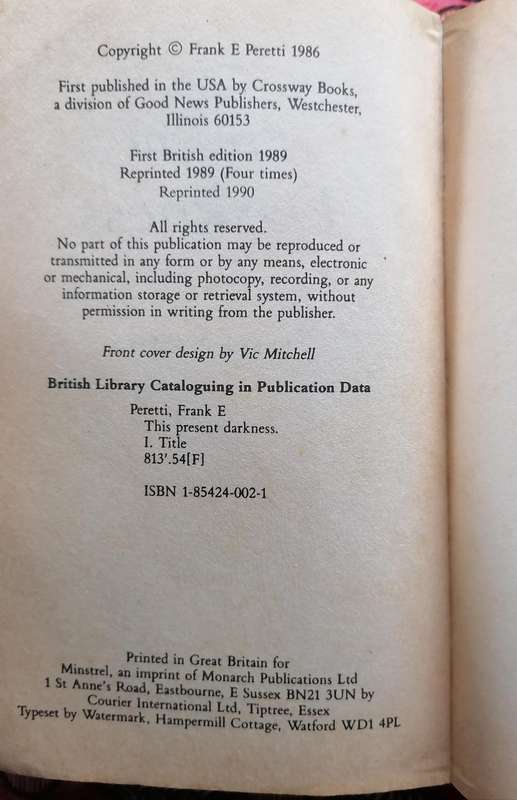 Copyright © Frank E Peretti 1986
First published in the USA by Crossway Books,
a division of Good News Publishers, Westchester,
Illinois 60153
First British edition 1989
Reprinted 1989 (Four times)
Reprinted 1990
All rights reserved.
No part of this publication may be reproduced or
transmitted in any form or by any means, electronic
or mechanical, including photocopy, recording, or any
information storage or retrieval system, without
permission in writing from the publisher.
Front cover design by Vic Mitchell
British Library Cataloguing in Publication Data
Peretti, Frank E
This present darkness.
I. Title
813'.54[F]
ISBN 1-85424-002-1
Printed in Great Britain for
Minstrel, an imprint of Monarch Publications Ltd
1 St Anne's Road, Eastbourne, E Sussex BN21 3UN by
Courier International Ltd, Tiptree, Essex
Typeset by Watermark, Hampermill Cottage, Watford WD1 4PL